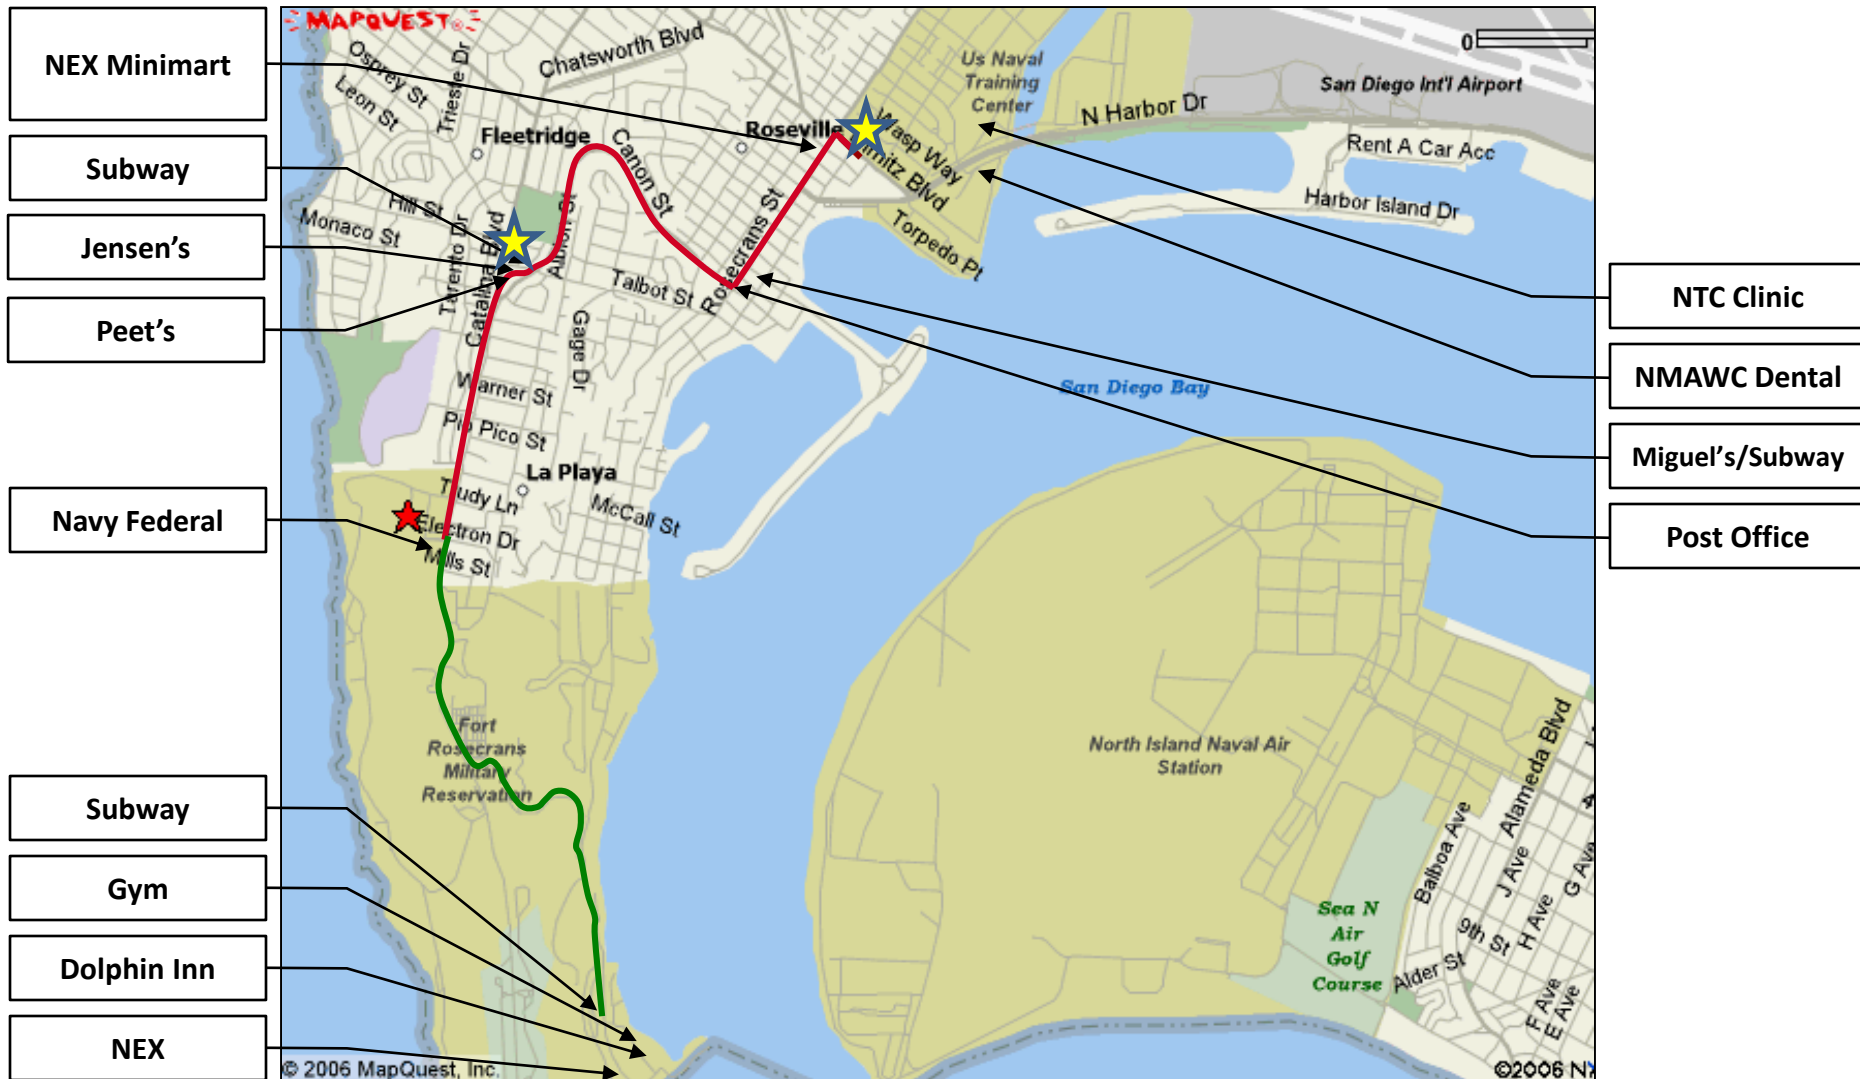 NEX Minimart
Subway
Jensen's
Peet's
Navy Federal
Subway
Gym
Dolphin Inn
NEX
MAPQUEST
®
Osprey St
Leon St
Trieste Dr
Chatsworth Blvd
Fleetridge
Canon St
Roseville
Us Naval
Training
Center
Wasp Way
Nimitz Blvd
N Harbor Dr
0
San Diego Int'l Airport
Rent A Car Acc
Harbor Island Dr
Hill St
Monaco St
Tarento Dr
Catalina Blvd
Albion St
Talbot St
Rosecrans St
Torpedo Pt
Gage Dr
Warner St
Pio Pico St
La Playa
Trudy Ln
McCall St
Electron Dr
Mills St
San Diego Bay
Fort
Rosecrans
Military
Reservation
North Island Naval Air
Station
Sea N
Air
Golf
Course
Alameda Blvd
Balboa Ave
J Ave
G Ave
H Ave
9th St
Alder St
F Ave
E Ave
4
© 2006 MapQuest, Inc.
©2006
NTC Clinic
NMAWC Dental
Miguel's/Subway
Post Office